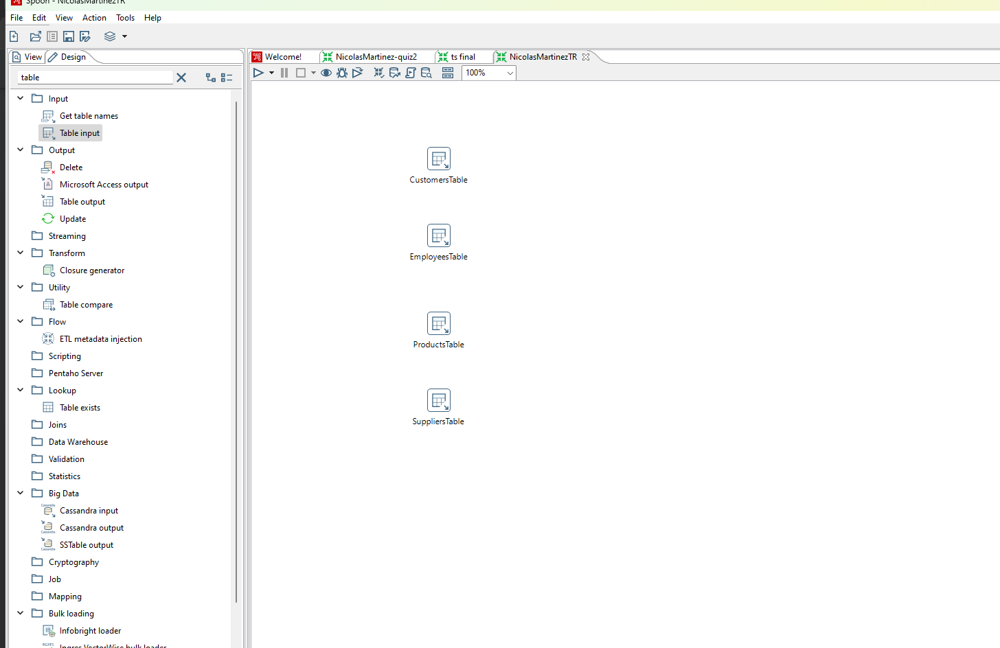 Spoon - NicolasMartinezTR
File Edit View Action Tools Help
View Design
Welcome! NicolasMartinez-quiz2 ts final NicolasMartinezTR
table
100%
Input
Get table names
Table input
Output
Delete
Microsoft Access output
Table output
Update
Streaming
Transform
Closure generator
Utility
Table compare
Flow
ETL metadata injection
Scripting
Pentaho Server
Lookup
Table exists
Joins
Data Warehouse
Validation
Statistics
Big Data
Cassandra input
Cassandra output
SSTable output
Cryptography
Job
Mapping
Bulk loading
Infobright loader
Ingres VectorWise bulk loader
CustomersTable
EmployeesTable
ProductsTable
SuppliersTable